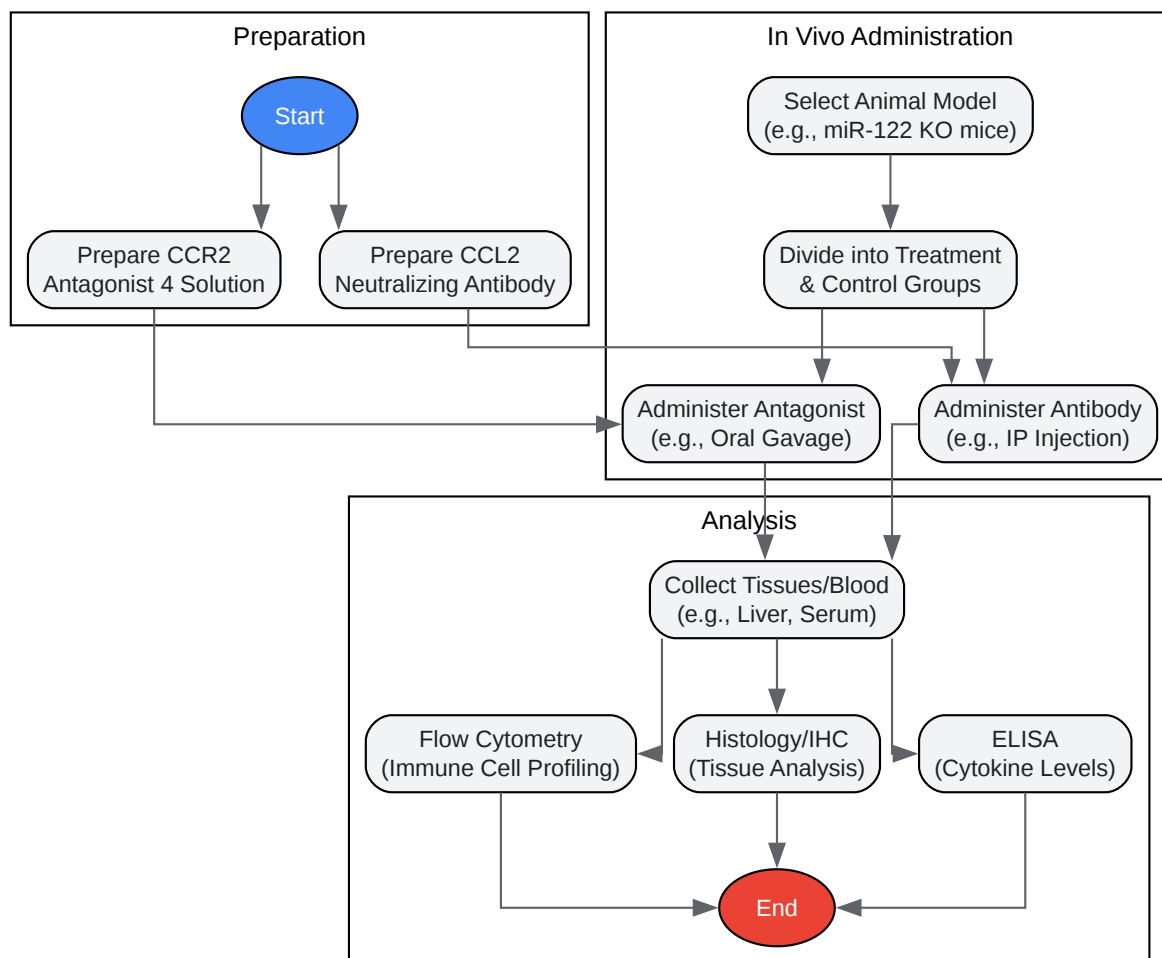 Preparation
Start
Prepare CCR2
Antagonist 4 Solution
Prepare CCL2
Neutralizing Antibody
In Vivo Administration
Select Animal Model
(e.g., miR-122 KO mice)
Divide into Treatment
& Control Groups
Administer Antagonist
(e.g., Oral Gavage)
Administer Antibody
(e.g., IP Injection)
Analysis
Collect Tissues/Blood
(e.g., Liver, Serum)
Flow Cytometry
(Immune Cell Profiling)
Histology/IHC
(Tissue Analysis)
ELISA
(Cytokine Levels)
End